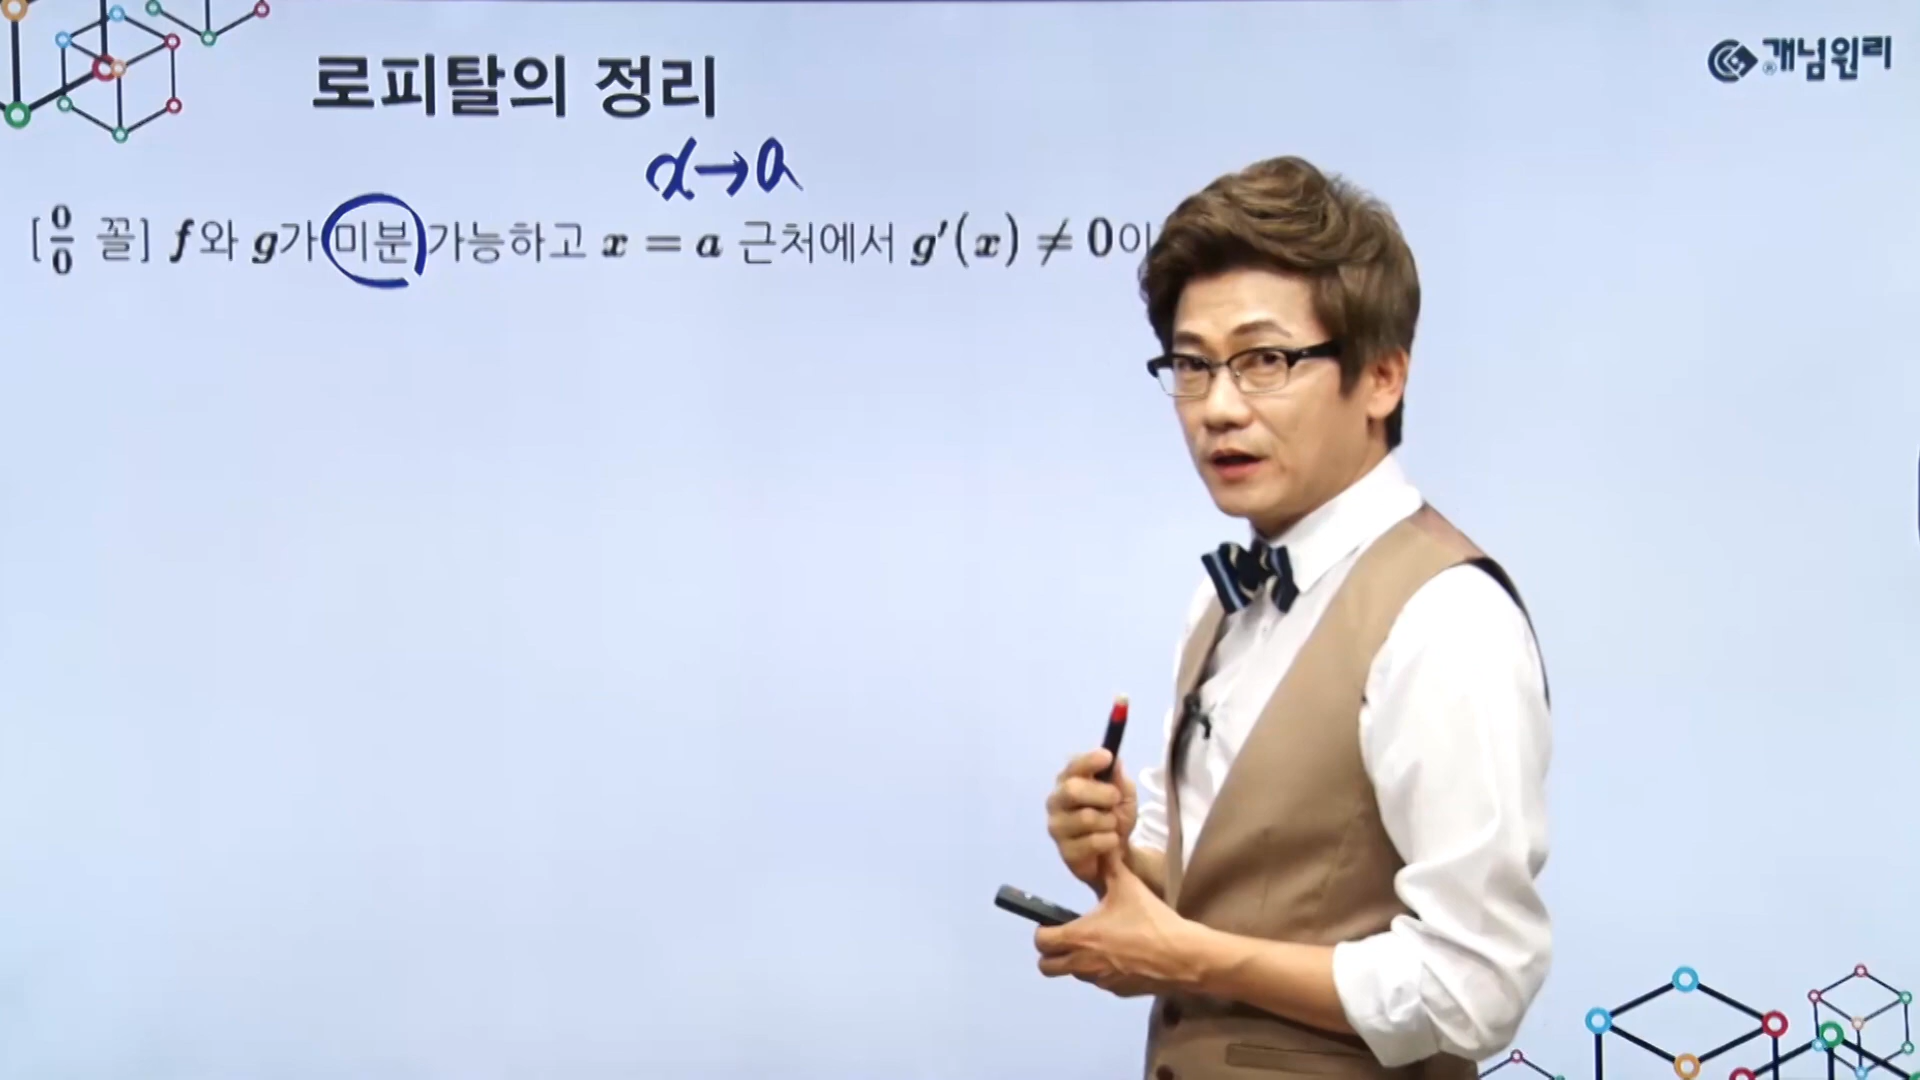 로피탈의 정리
개념원리
x→a
[0/0 꼴] f와 g가 미분 가능하고 x = a 근처에서 g′(x) ≠ 0이